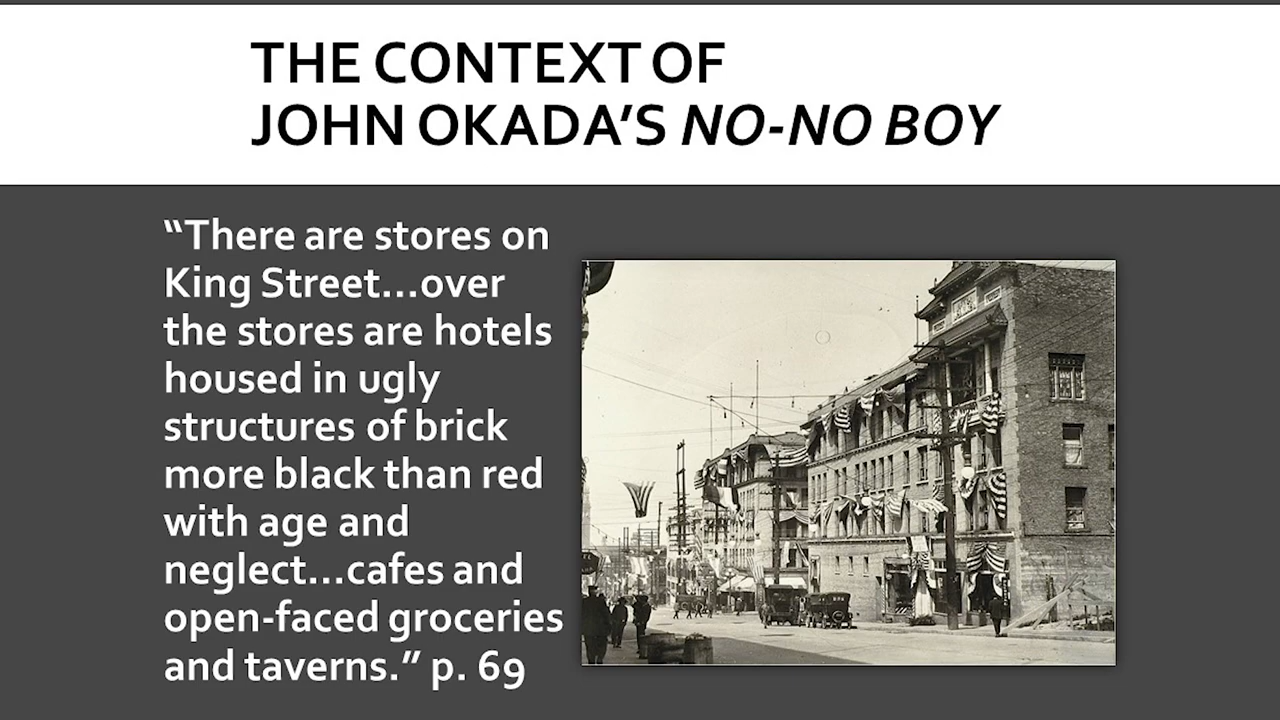 THE CONTEXT OF
JOHN OKADA’S NO-NO BOY
“There are stores on
King Street...over
the stores are hotels
housed in ugly
structures of brick
more black than red
with age and
neglect...cafes and
open-faced groceries
and taverns.” p. 69